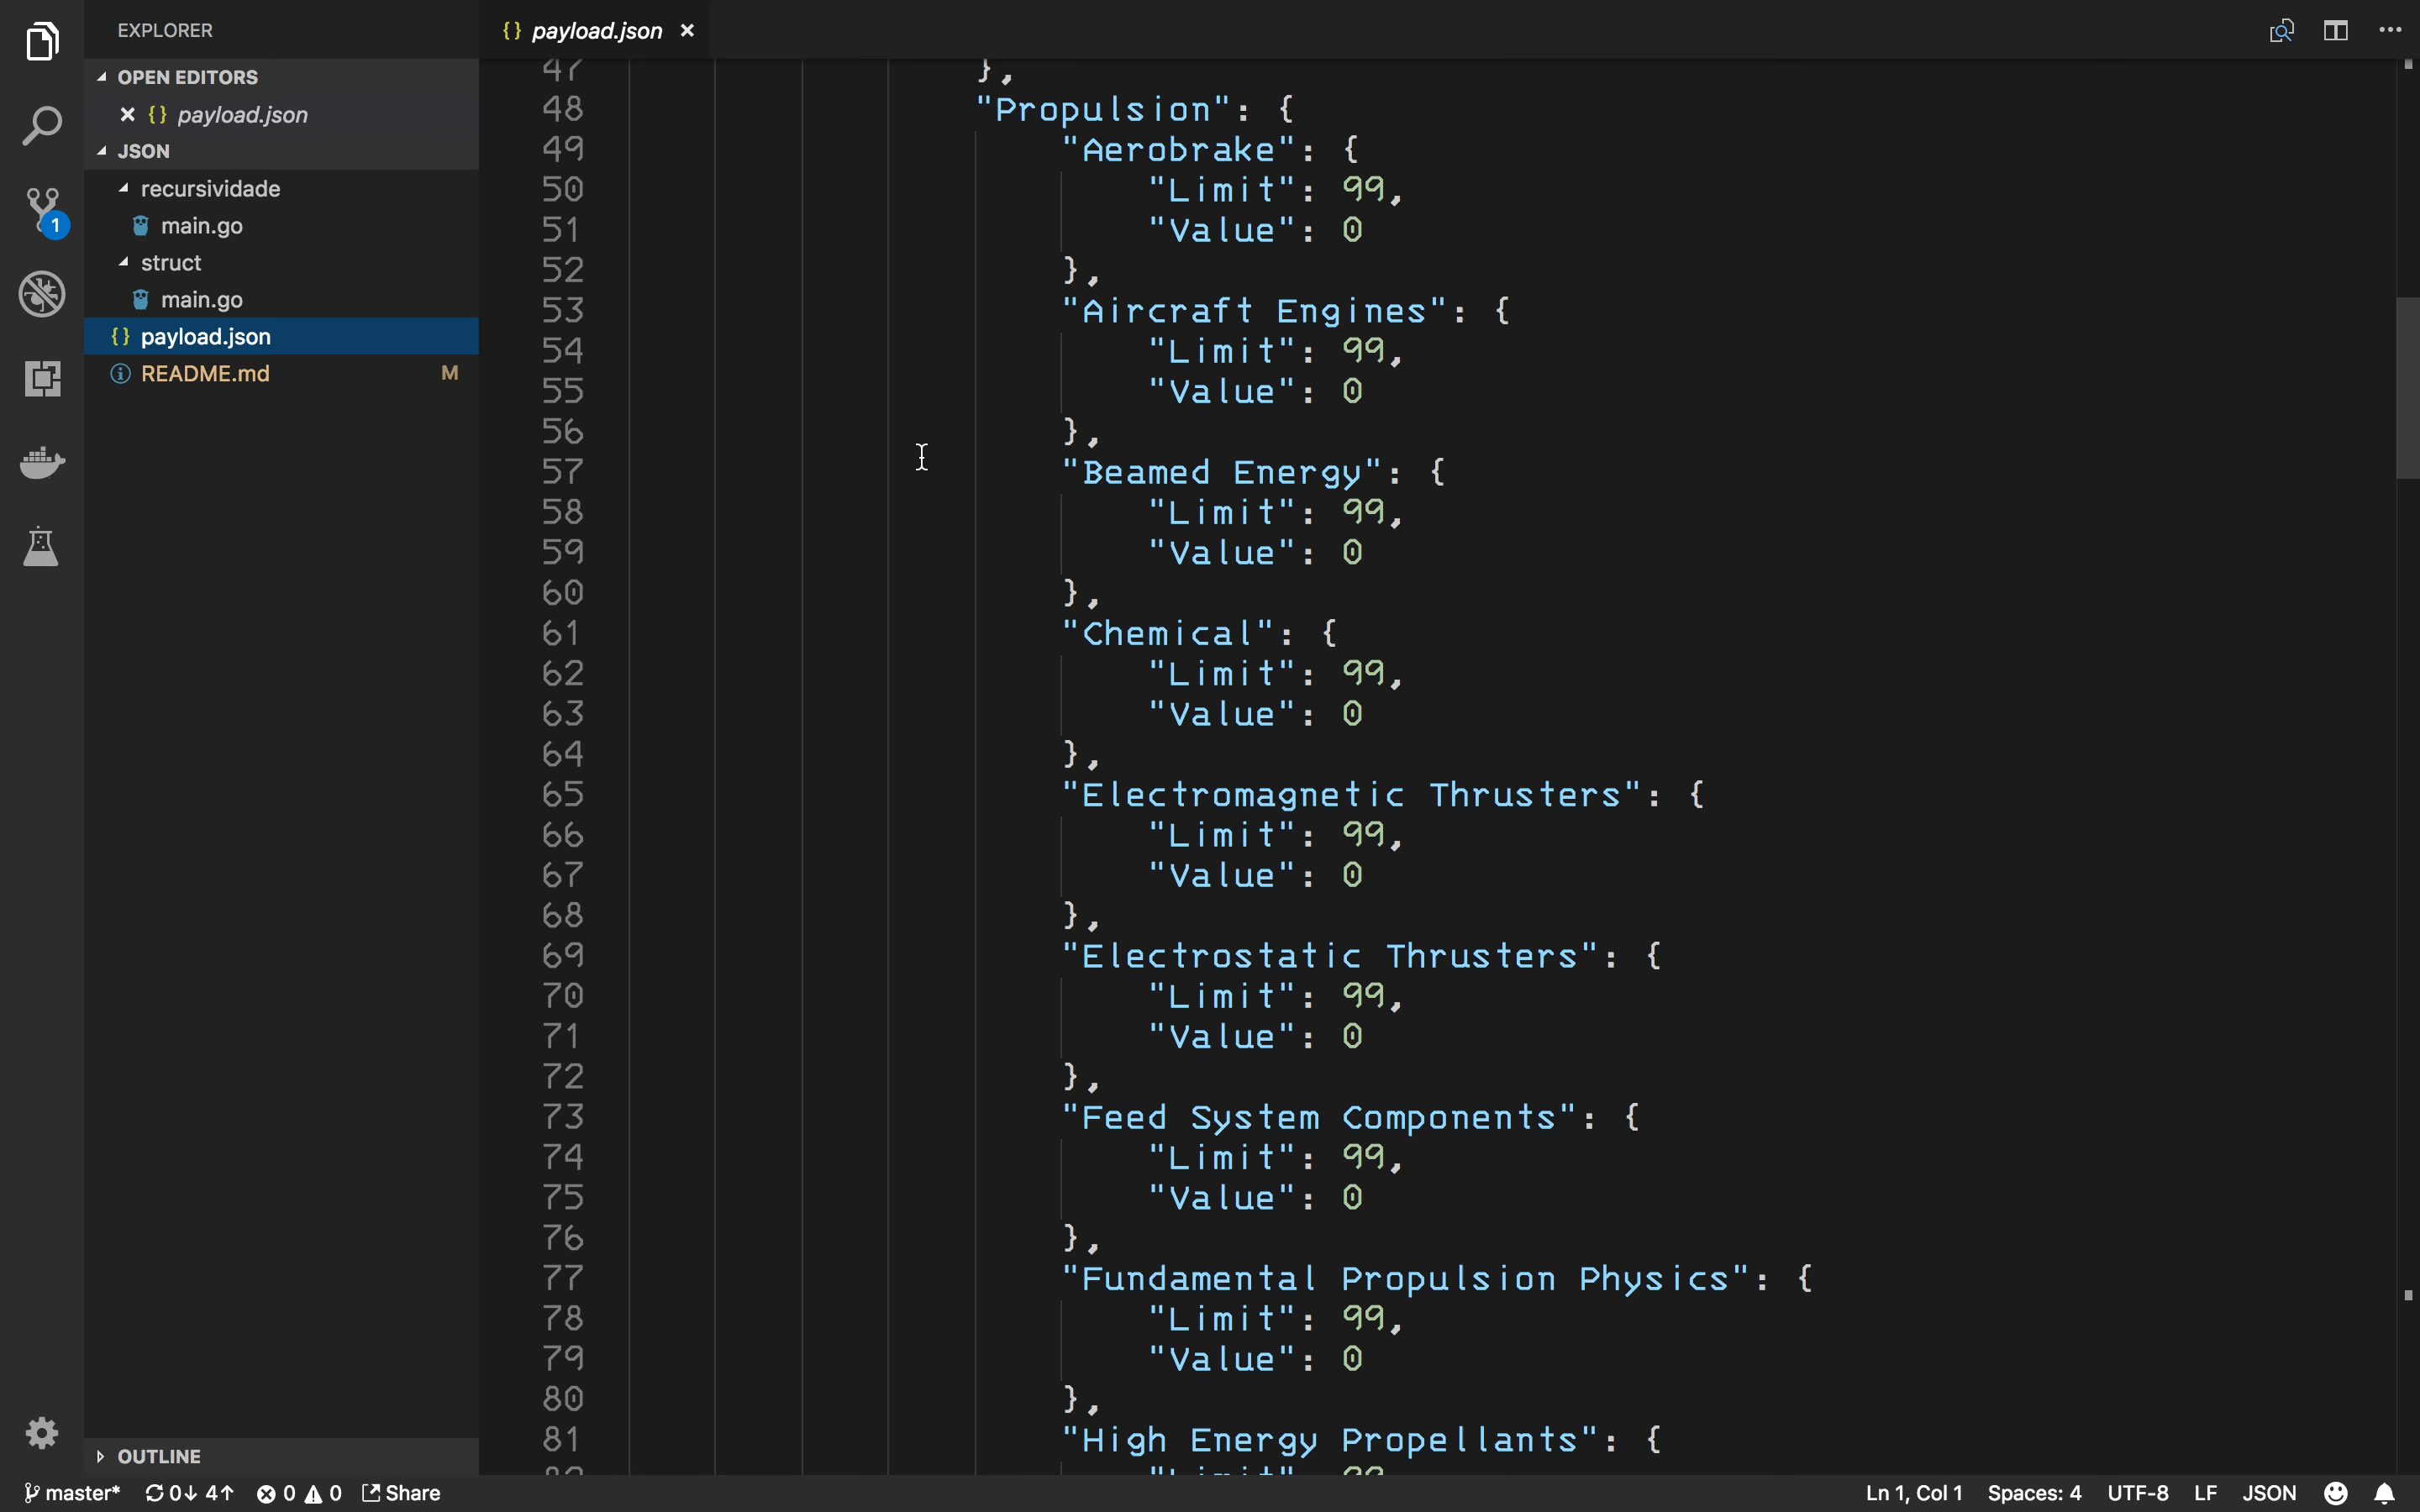 EXPLORER
OPEN EDITORS
payload.json
JSON
recursividade
main.go
struct
main.go
payload.json
README.md M
1
OUTLINE
{} payload.json
47 },
48 "Propulsion": {
49 "Aerobrake": {
50 "Limit": 99,
51 "Value": 0
52 },
53 "Aircraft Engines": {
54 "Limit": 99,
55 "Value": 0
56 },
57 "Beamed Energy": {
58 "Limit": 99,
59 "Value": 0
60 },
61 "Chemical": {
62 "Limit": 99,
63 "Value": 0
64 },
65 "Electromagnetic Thrusters": {
66 "Limit": 99,
67 "Value": 0
68 },
69 "Electrostatic Thrusters": {
70 "Limit": 99,
71 "Value": 0
72 },
73 "Feed System Components": {
74 "Limit": 99,
75 "Value": 0
76 },
77 "Fundamental Propulsion Physics": {
78 "Limit": 99,
79 "Value": 0
80 },
81 "High Energy Propellants": {
master* 0↓ 4↑ 0 0 Share Ln 1, Col 1 Spaces: 4 UTF-8 LF JSON